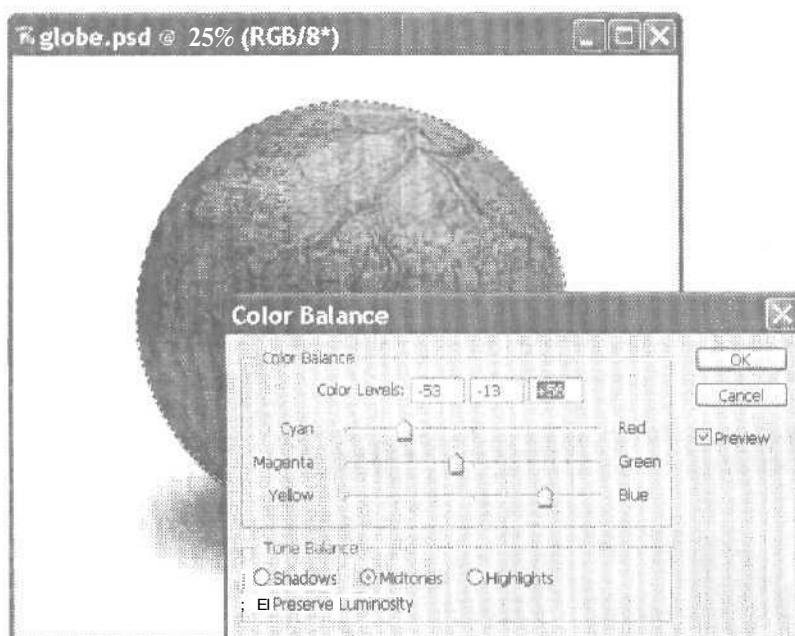 globe.psd @ 25% (RGB/8*)
Color Balance
Color Balance
Color Levels: -53 -13
OK
Cancel
Cyan Red
Preview
Magenta Green
Yellow Blue
Tone Balance
Shadows Midtones Highlights
Preserve Luminosity